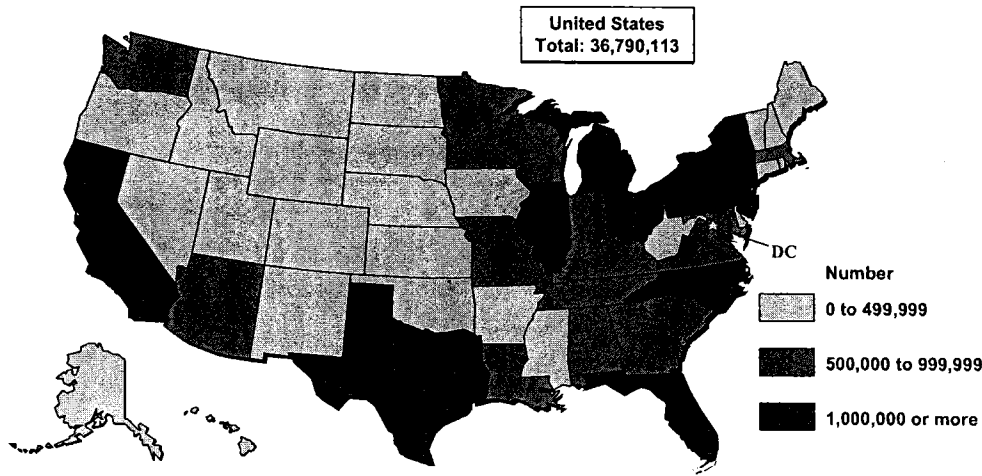 United States
Total: 36,790,113
DC
Number
0 to 499,999
500,000 to 999,999
1,000,000 or more